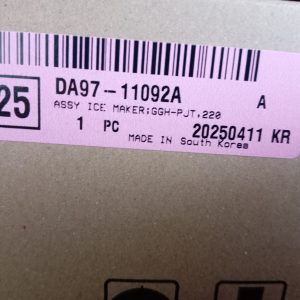 25
DA97-11092A A
ASSY ICE MAKER;GGH-PJT,220
1 PC 20250411 KR
MADE IN South Korea